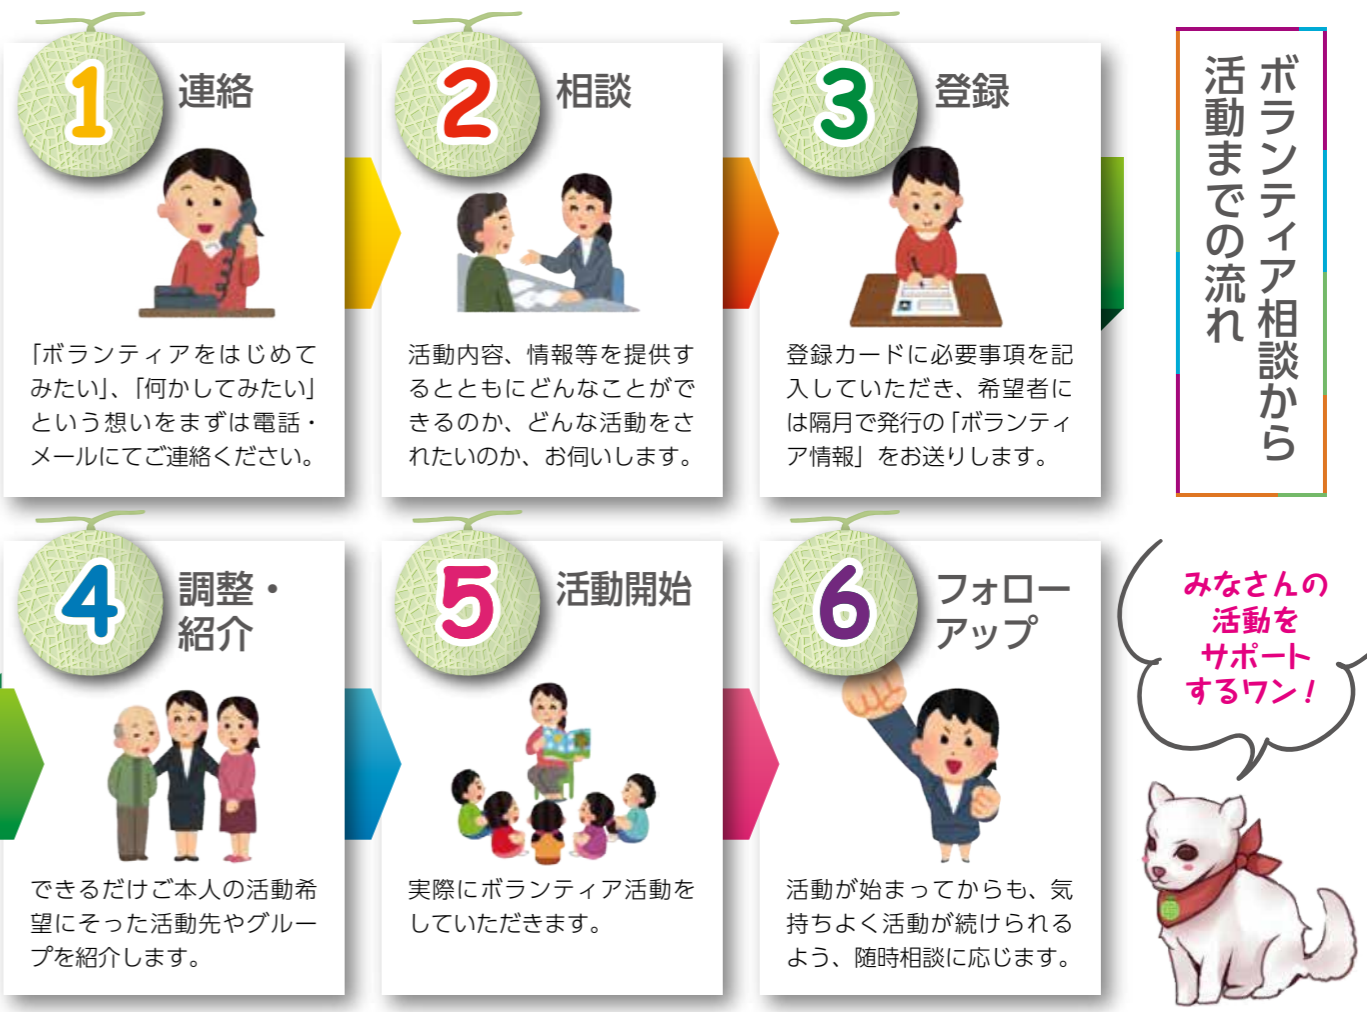 ボランティア相談から
活動までの流れ
1
連絡
「ボランティアをはじめて
みたい」、「何かしてみたい」
という想いをまずは電話・
メールにてご連絡ください。
2
相談
活動内容、情報等を提供す
るとともにどんなことがで
きるのか、どんな活動をさ
れたいのか、お伺いします。
3
登録
登録カードに必要事項を記
入していただき、希望者に
は隔月で発行の「ボランティ
ア情報」をお送りします。
4
調整・
紹介
できるだけご本人の活動希
望にそった活動先やグルー
プを紹介します。
5
活動開始
実際にボランティア活動を
していただきます。
6
フォロー
アップ
活動が始まってからも、気
持ちよく活動が続けられる
よう、随時相談に応じます。
みなさんの
活動を
サポート
するワン！